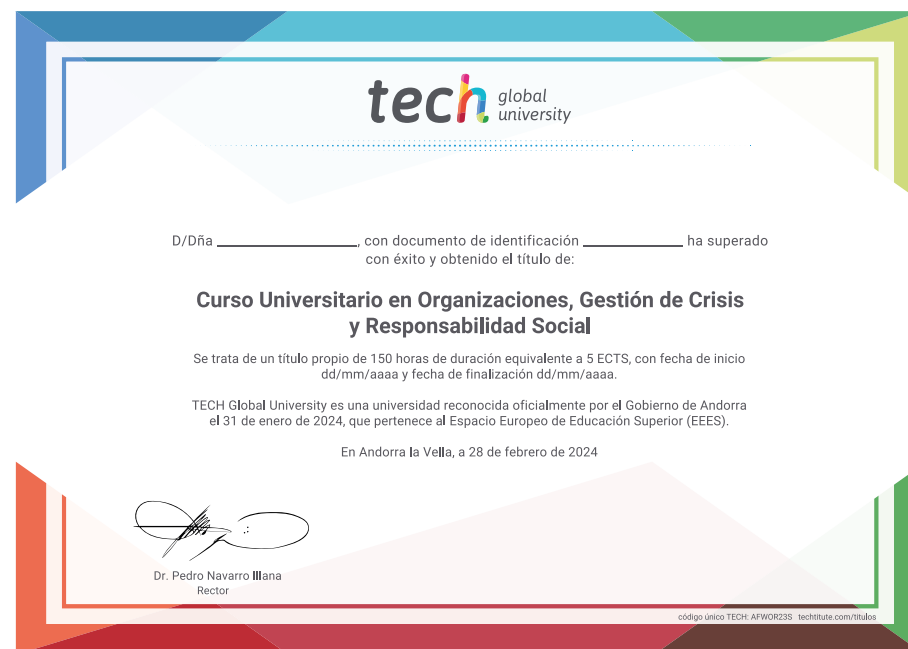 tech global university
D/Dña ____________, con documento de identificación ____________ ha superado
con éxito y obtenido el título de:
Curso Universitario en Organizaciones, Gestión de Crisis
y Responsabilidad Social
Se trata de un título propio de 150 horas de duración equivalente a 5 ECTS, con fecha de inicio
dd/mm/aaaa y fecha de finalización dd/mm/aaaa.
TECH Global University es una universidad reconocida oficialmente por el Gobierno de Andorra
el 31 de enero de 2024, que pertenece al Espacio Europeo de Educación Superior (EEES).
En Andorra la Vella, a 28 de febrero de 2024
Dr. Pedro Navarro Illana
Rector
código único TECH: AFWOR23S techtitute.com/titulos